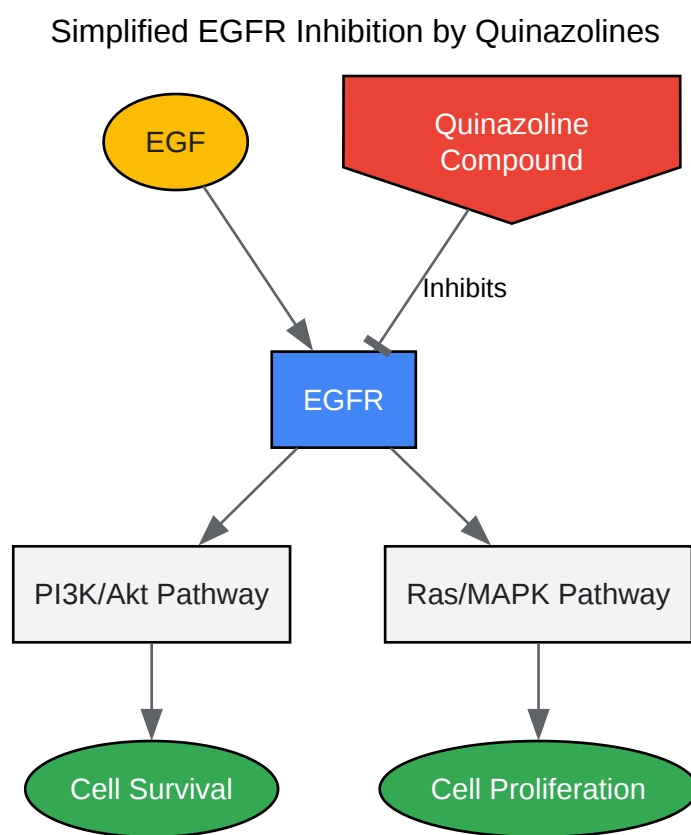 Simplified EGFR Inhibition by Quinazolines
EGF
Quinazoline
Compound
Inhibits
EGFR
PI3K/Akt Pathway
Ras/MAPK Pathway
Cell Survival
Cell Proliferation